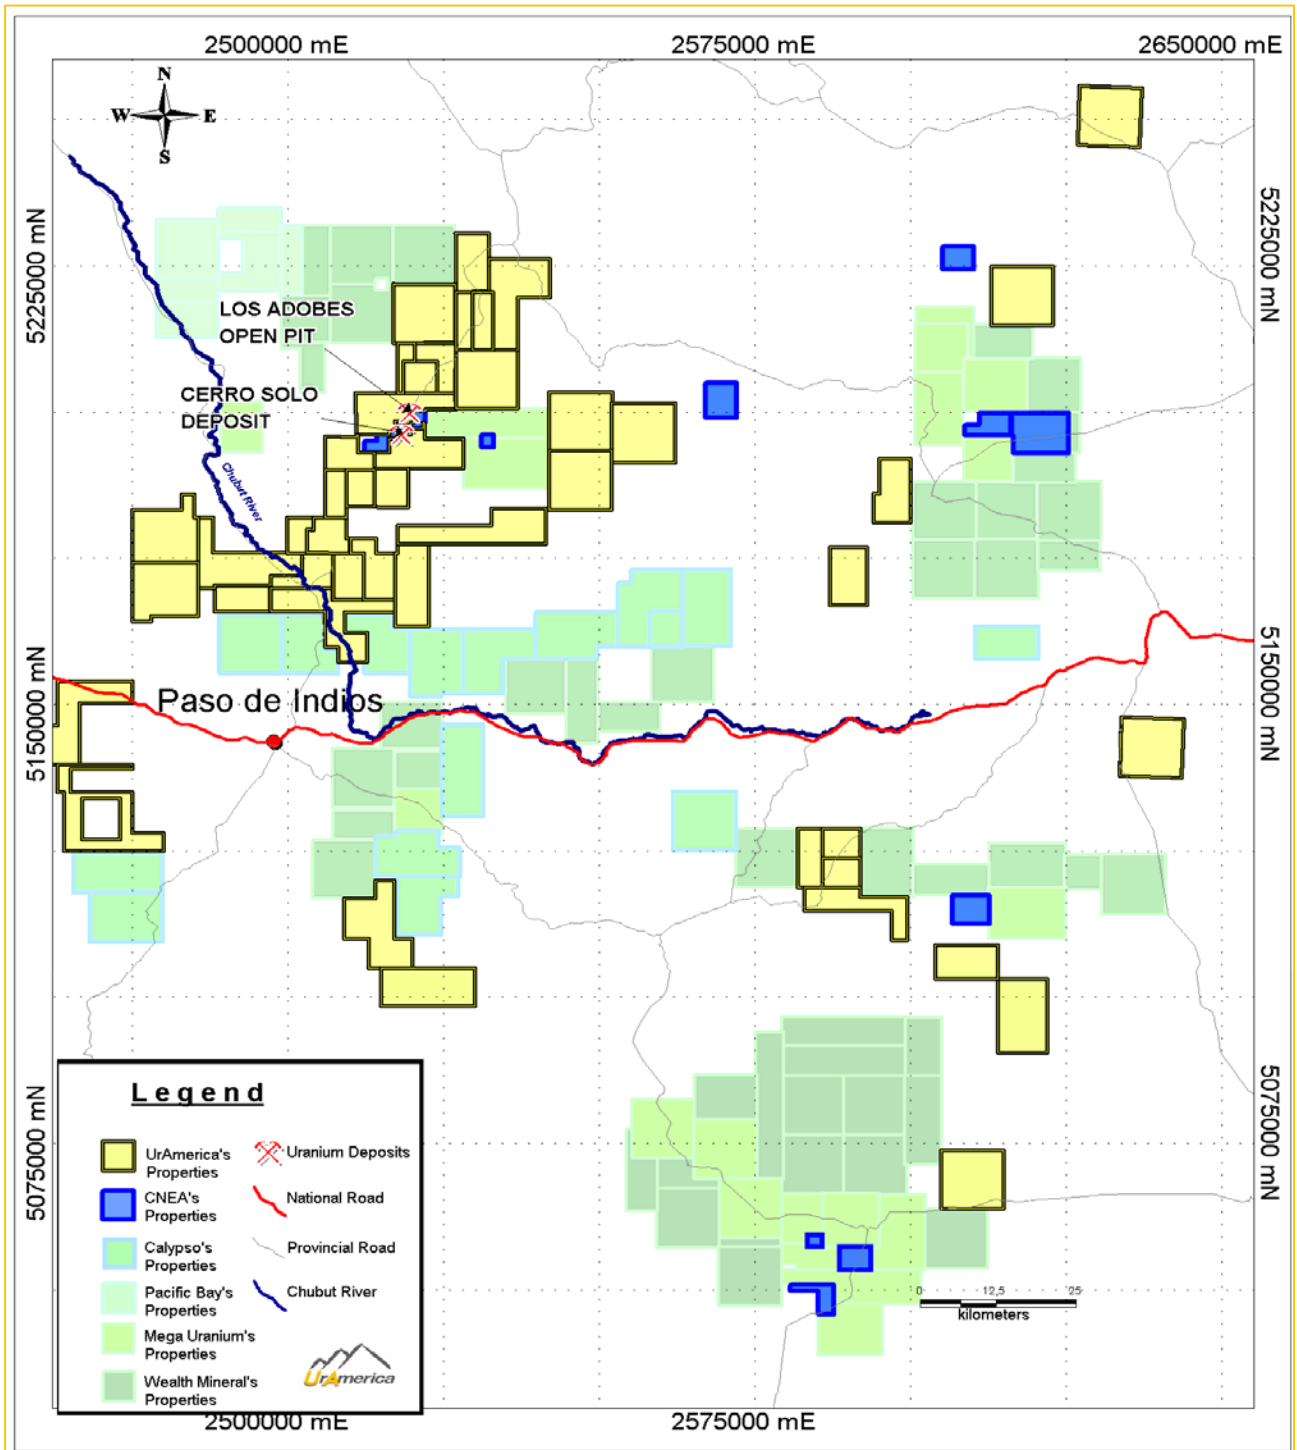 2500000 mE
2575000 mE
2650000 mE
N
W E
S
5225000 mN
5225000 mN
LOS ADOBES
OPEN PIT
CERRO SOLO
DEPOSIT
Chubut River
5150000 mN
5150000 mN
Paso de Indios
5075000 mN
5075000 mN
Legend
UrAmerica's
Properties
Uranium Deposits
CNEA's
Properties
National Road
Calypso's
Properties
Provincial Road
Pacific Bay's
Properties
Chubut River
Mega Uranium's
Properties
Wealth Mineral's
Properties
UrAmerica
0 12,5 25
kilometers
2500000 mE
2575000 mE